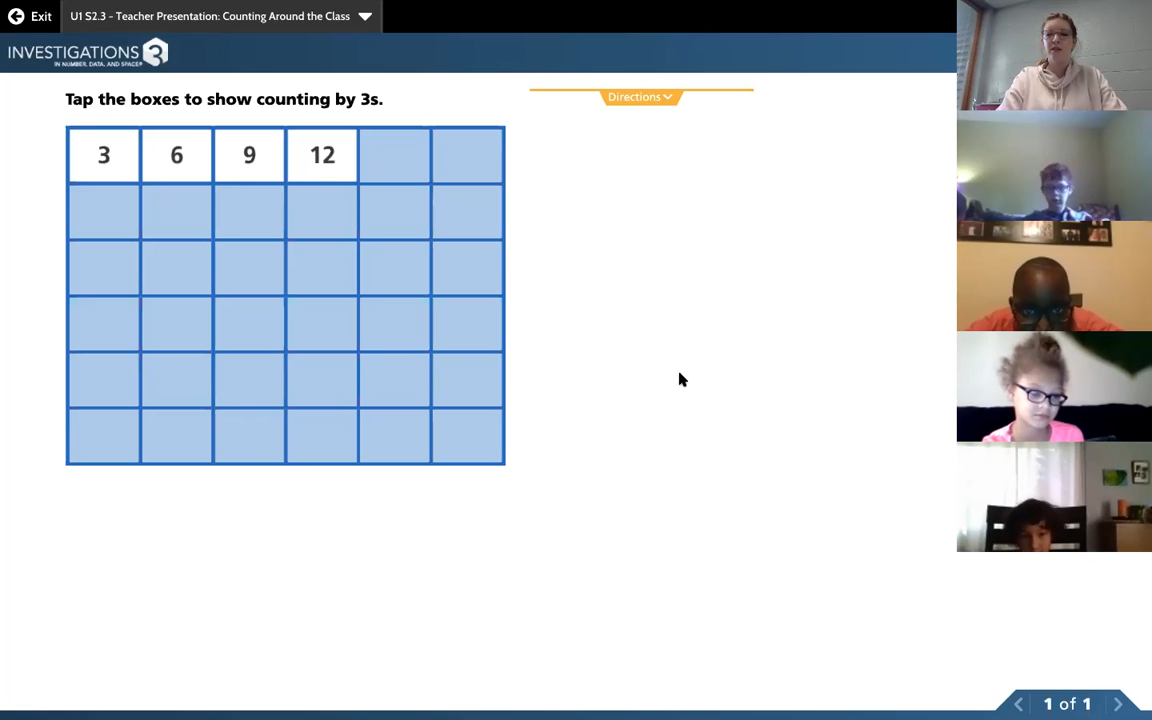 Exit
U1 S2.3 - Teacher Presentation: Counting Around the Class
INVESTIGATIONS 3
IN NUMBER, DATA, AND SPACE®
Tap the boxes to show counting by 3s.
Directions
3 6 9 12
1 of 1